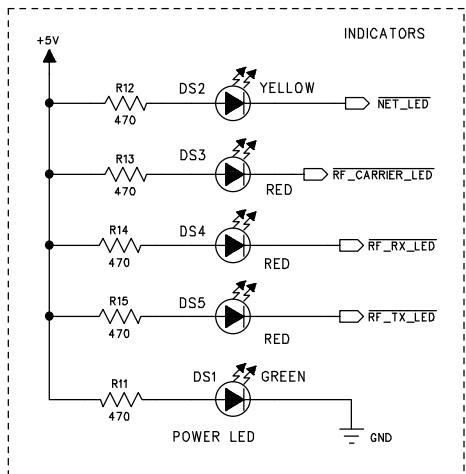 INDICATORS
+5V
R12
470
DS2
YELLOW
NET_LED
R13
470
DS3
RED
RF_CARRIER_LED
R14
470
DS4
RED
RF_RX_LED
R15
470
DS5
RED
RF_TX_LED
R11
470
DS1
GREEN
POWER LED
GND